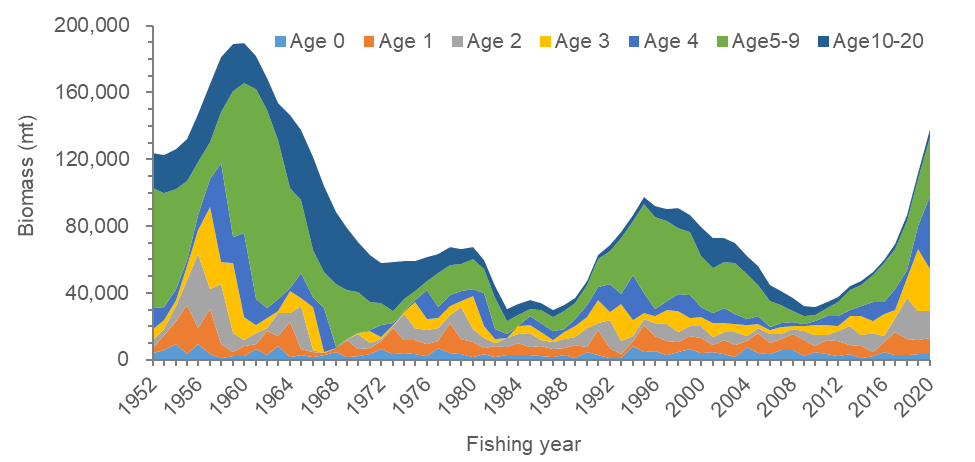 200,000
160,000
120,000
80,000
40,000
0
Biomass (mt)
Age 0 Age 1 Age 2 Age 3 Age 4 Age5-9 Age10-20
1952 1956 1960 1964 1968 1972 1976 1980 1984 1988 1992 1996 2000 2004 2008 2012 2016 2020
Fishing year